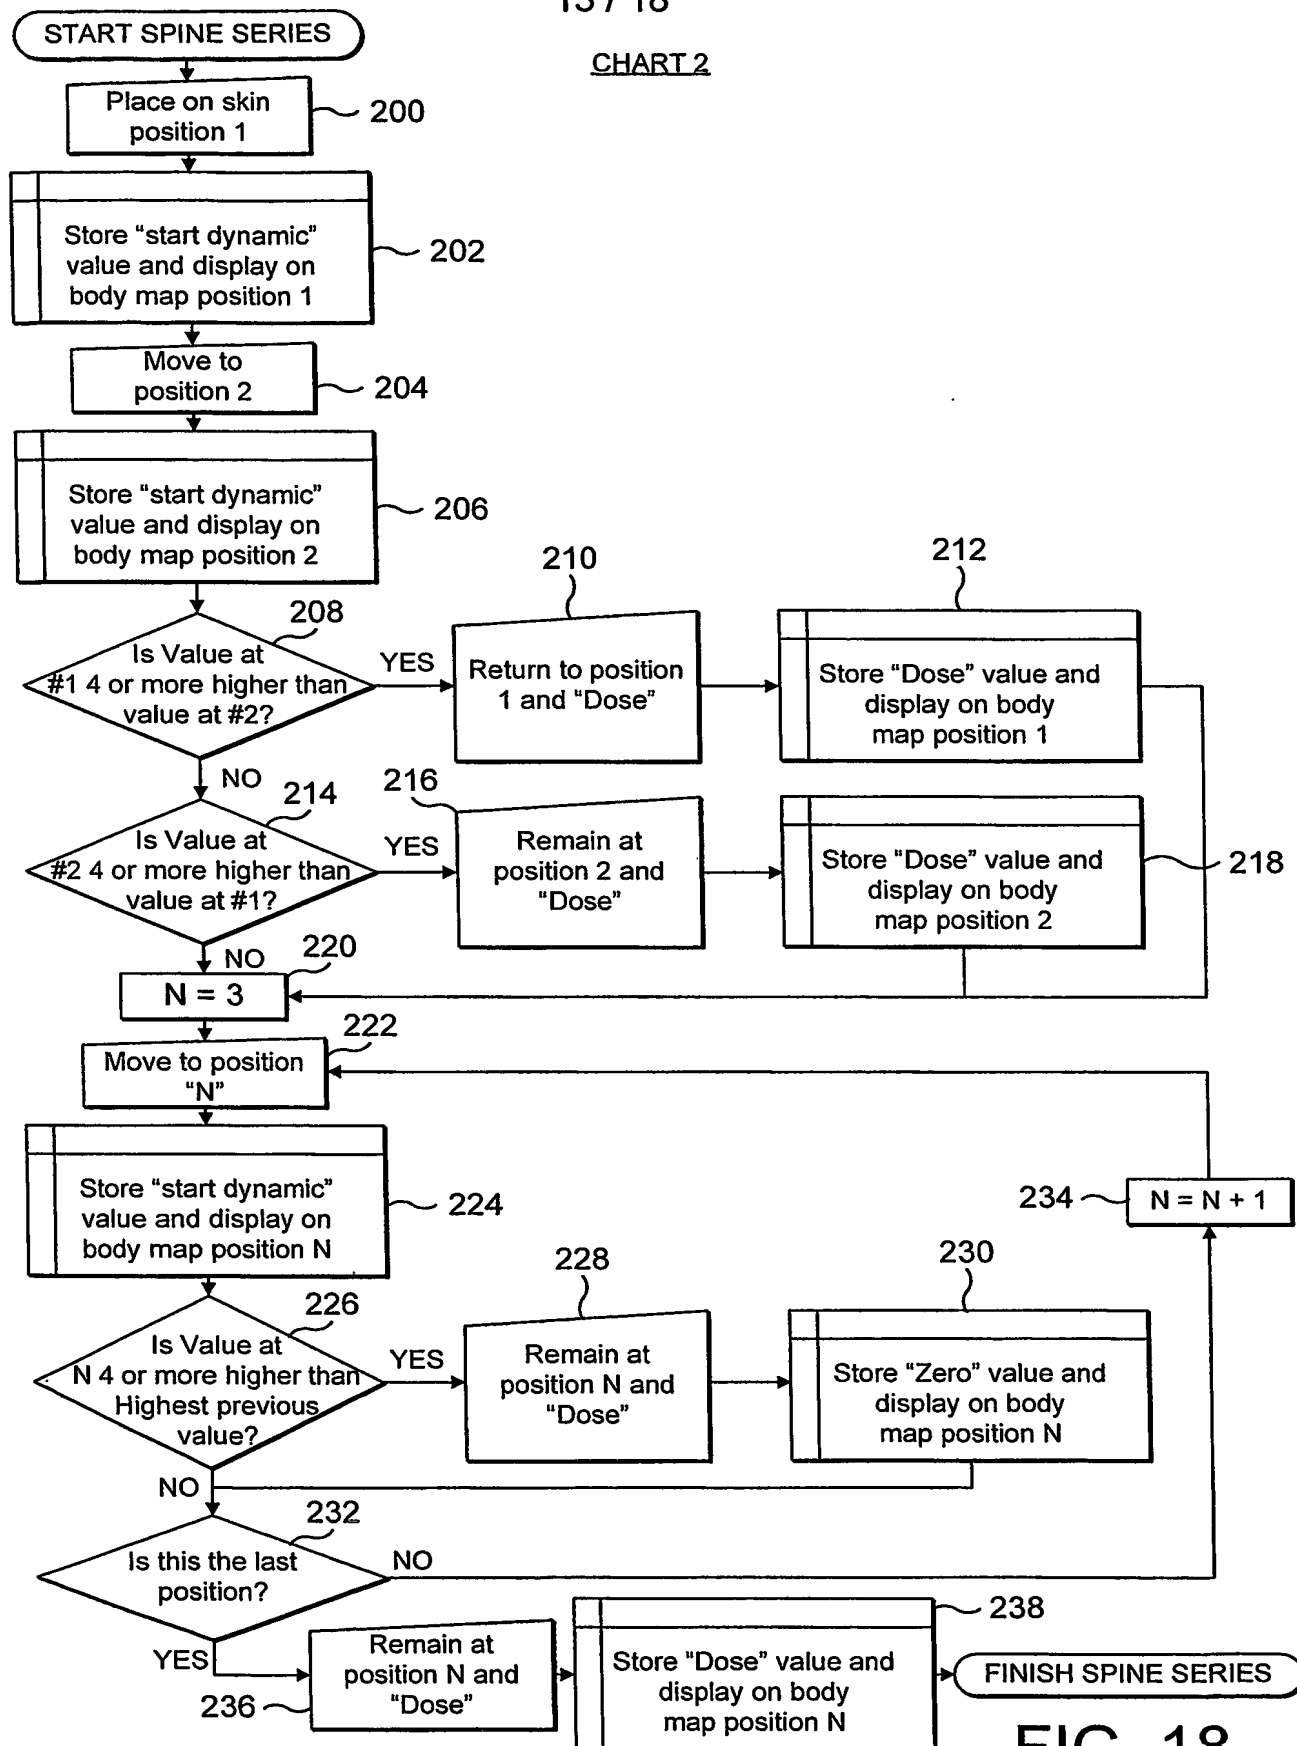 13 / 18
CHART 2
START SPINE SERIES
Place on skin
position 1
200
Store “start dynamic”
value and display on
body map position 1
202
Move to
position 2
204
Store “start dynamic”
value and display on
body map position 2
206
208
Is Value at
#1 4 or more higher than
value at #2?
YES
210
Return to position
1 and “Dose”
212
Store “Dose” value and
display on body
map position 1
NO
214
Is Value at
#2 4 or more higher than
value at #1?
YES
216
Remain at
position 2 and
“Dose”
Store “Dose” value and
display on body
map position 2
218
NO
220
N = 3
222
Move to position
“N”
Store “start dynamic”
value and display on
body map position N
224
234
N = N + 1
226
Is Value at
N 4 or more higher than
Highest previous
value?
YES
228
Remain at
position N and
“Dose”
230
Store “Zero” value and
display on body
map position N
NO
232
Is this the last
position?
NO
YES
Remain at
position N and
“Dose”
236
Store “Dose” value and
display on body
map position N
238
FINISH SPINE SERIES
FIG. 18